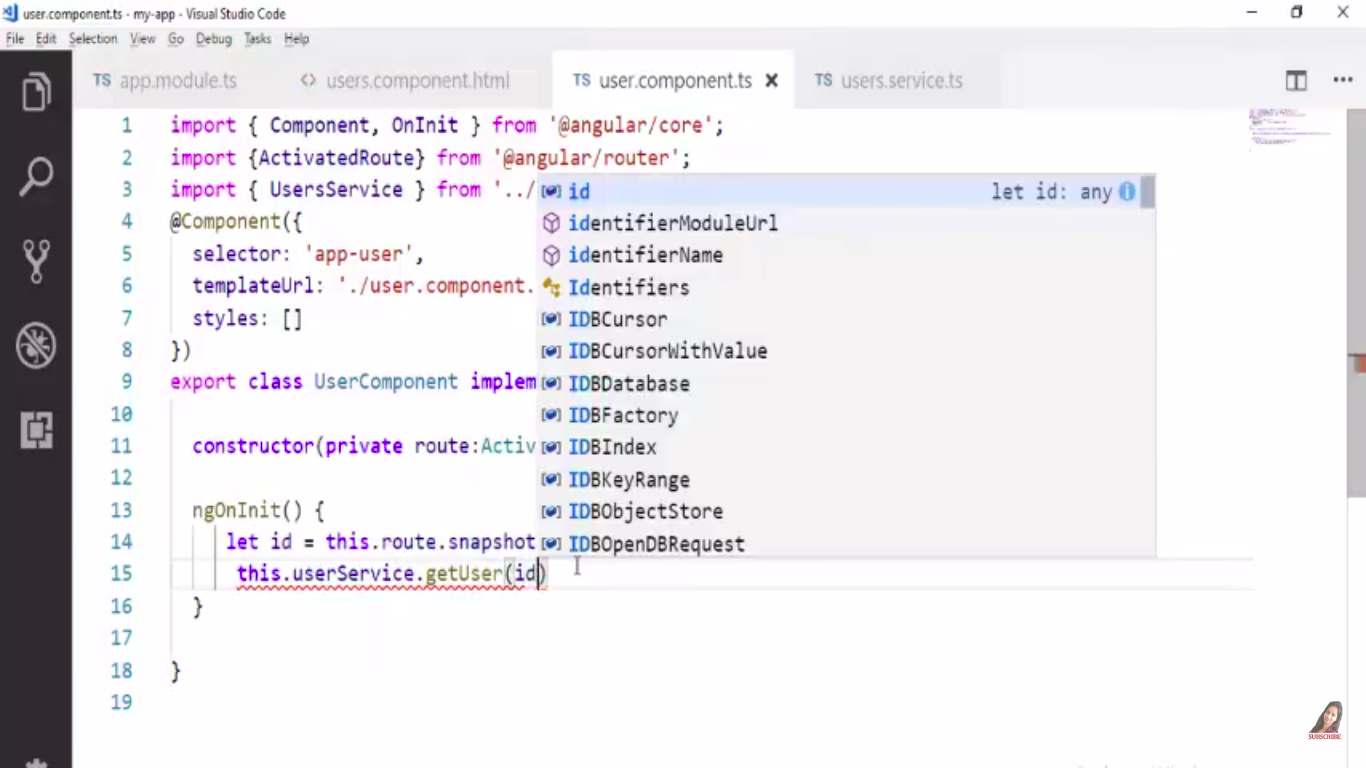 user.component.ts - my-app - Visual Studio Code
File Edit Selection View Go Debug Tasks Help
TS app.module.ts <> users.component.html TS user.component.ts TS users.service.ts
1 import { Component, OnInit } from '@angular/core';
2 import {ActivatedRoute} from '@angular/router';
3 import { UsersService } from '../
4 @Component({
5 selector: 'app-user',
6 templateUrl: './user.component.
7 styles: []
8 })
9 export class UserComponent implem
10
11 constructor(private route:Activ
12
13 ngOnInit() {
14 let id = this.route.snapshot
15 this.userService.getUser(id)
16 }
17
18 }
19
id let id: any
identifierModuleUrl
identifierName
Identifiers
IDBCursor
IDBCursorWithValue
IDBDatabase
IDBFactory
IDBIndex
IDBKeyRange
IDBObjectStore
IDBOpenDBRequest
SUBSCRIBE